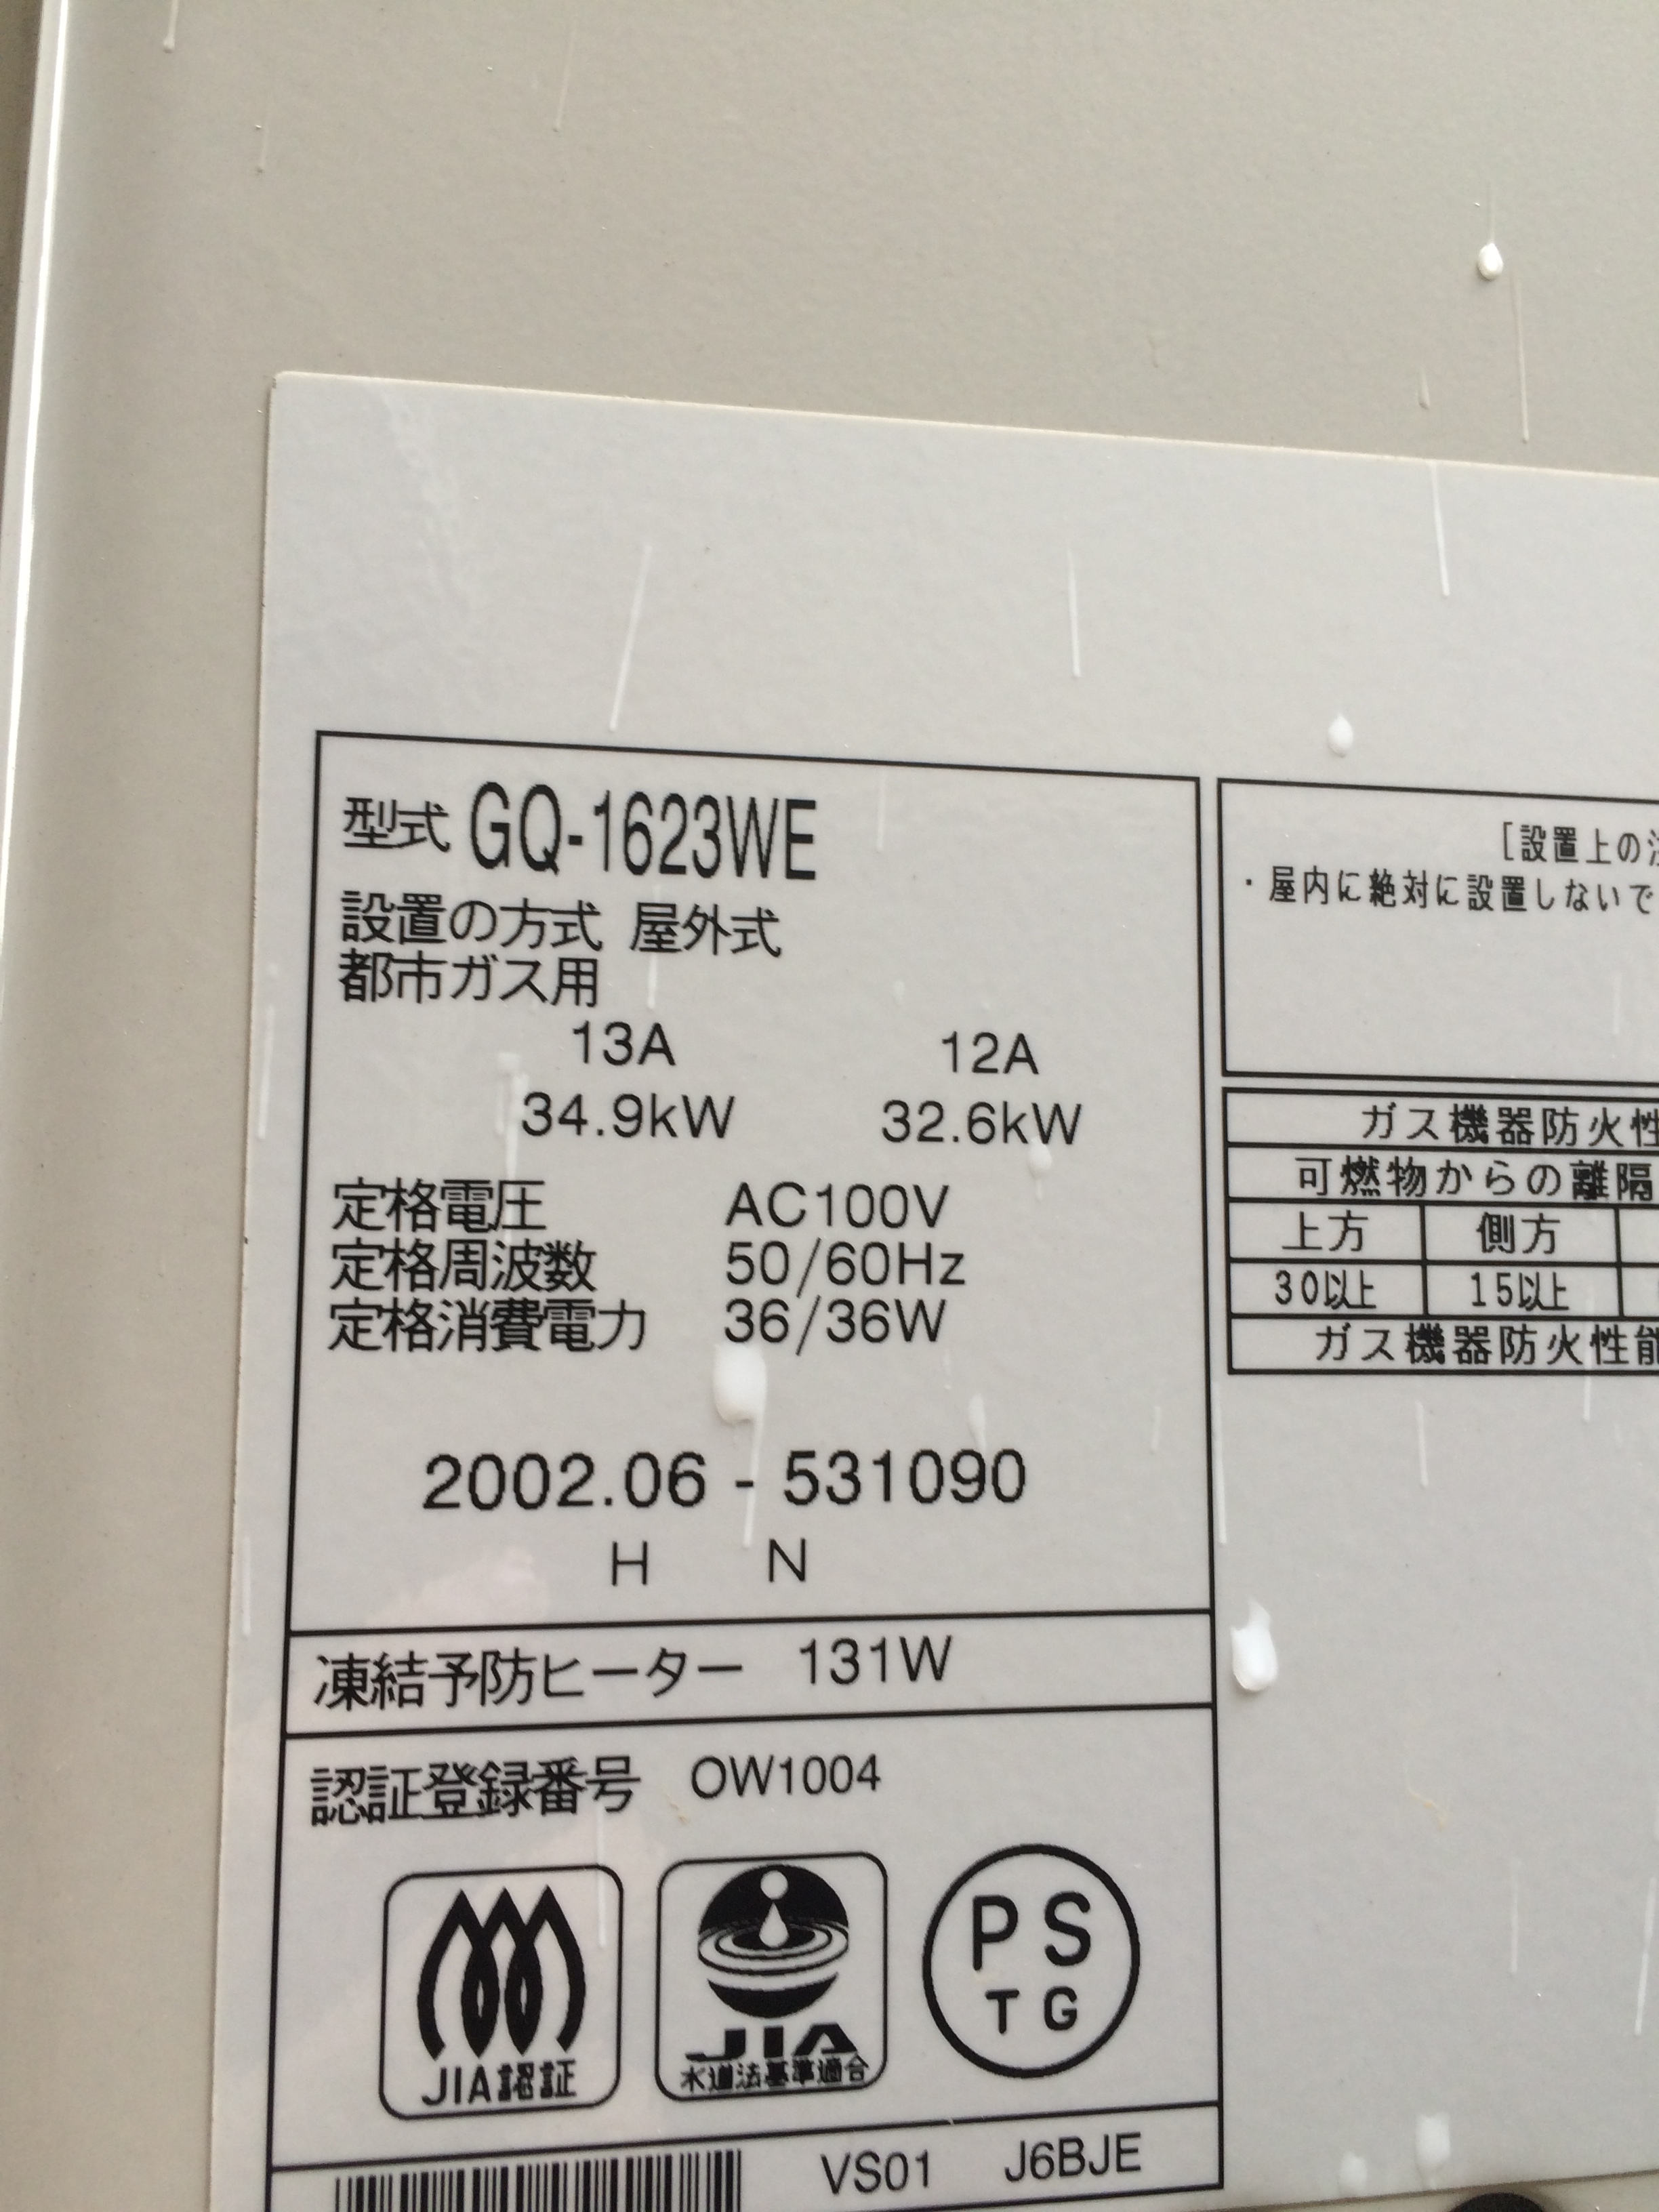 型式 GQ-1623WE
設置の方式 屋外式
都市ガス用
13A 12A
34.9kW 32.6kW
定格電圧 AC100V
定格周波数 50/60Hz
定格消費電力 36/36W
2002.06 - 531090
H N
凍結予防ヒーター 131W
認証登録番号 OW1004
JIA認証
JIA
水道法基準適合
PS
TG
VS01 J6BJE
[設置上の注
・屋内に絶対に設置しないで
ガス機器防火性
可燃物からの離隔
上方 側方
30以上 15以上
ガス機器防火性能